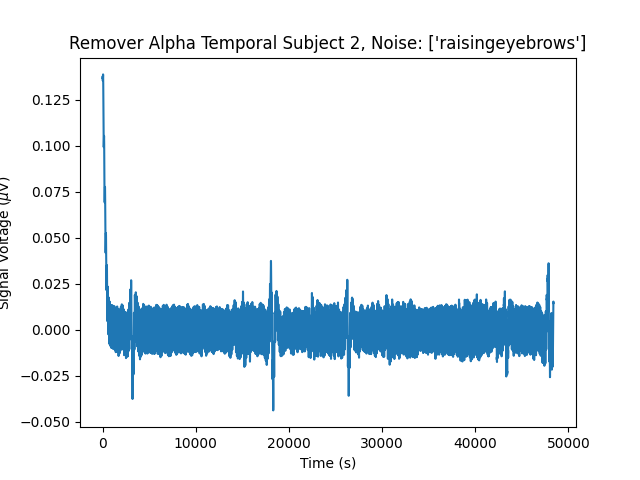 Remover Alpha Temporal Subject 2, Noise: ['raisingeyebrows']
Signal Voltage (μV)
0.125
0.100
0.075
0.050
0.025
0.000
−0.025
−0.050
0 10000 20000 30000 40000 50000
Time (s)